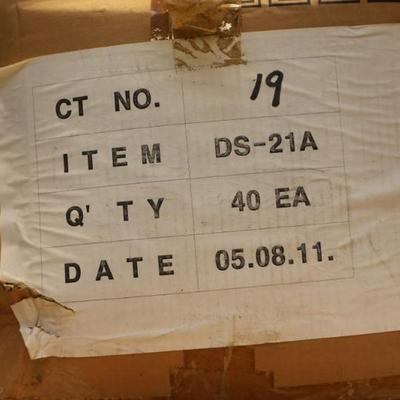 CT NO. 19
ITEM DS-21A
Q' TY 40 EA
DATE 05.08.11.